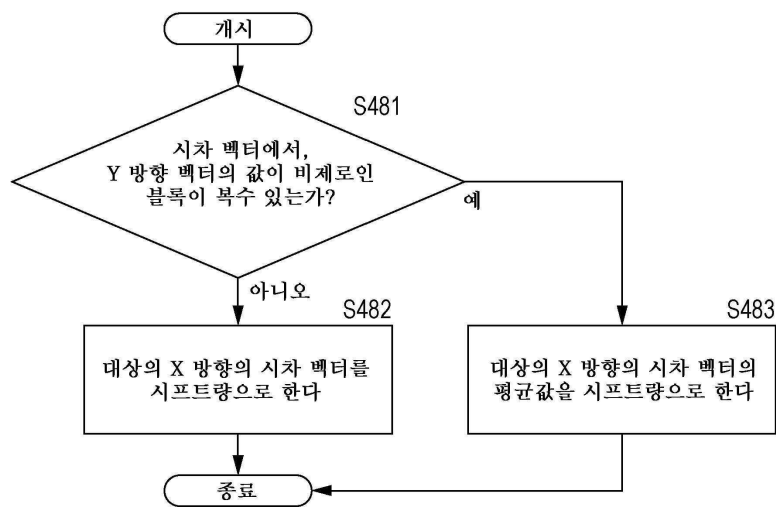 개시
S481
시차 벡터에서,
Y 방향 벡터의 값이 비제로인
블록이 복수 있는가?
예
아니오
S482
대상의 X 방향의 시차 벡터를
시프트량으로 한다
S483
대상의 X 방향의 시차 벡터의
평균값을 시프트량으로 한다
종료